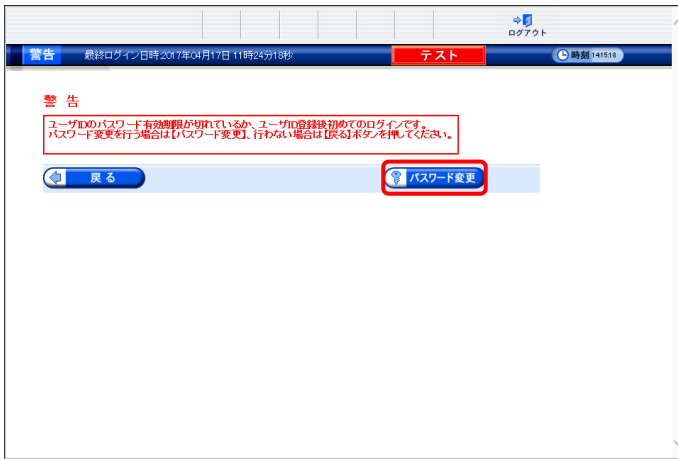 ログアウト
警告 最終ログイン日時:2017年04月17日 11時24分18秒 テスト 時刻 14:15:18
警 告
ユーザIDのパスワード有効期限が切れているか、ユーザID登録後初めてのログインです。
パスワード変更を行う場合は【パスワード変更】、行わない場合は【戻る】ボタンを押してください。
戻 る パスワード変更